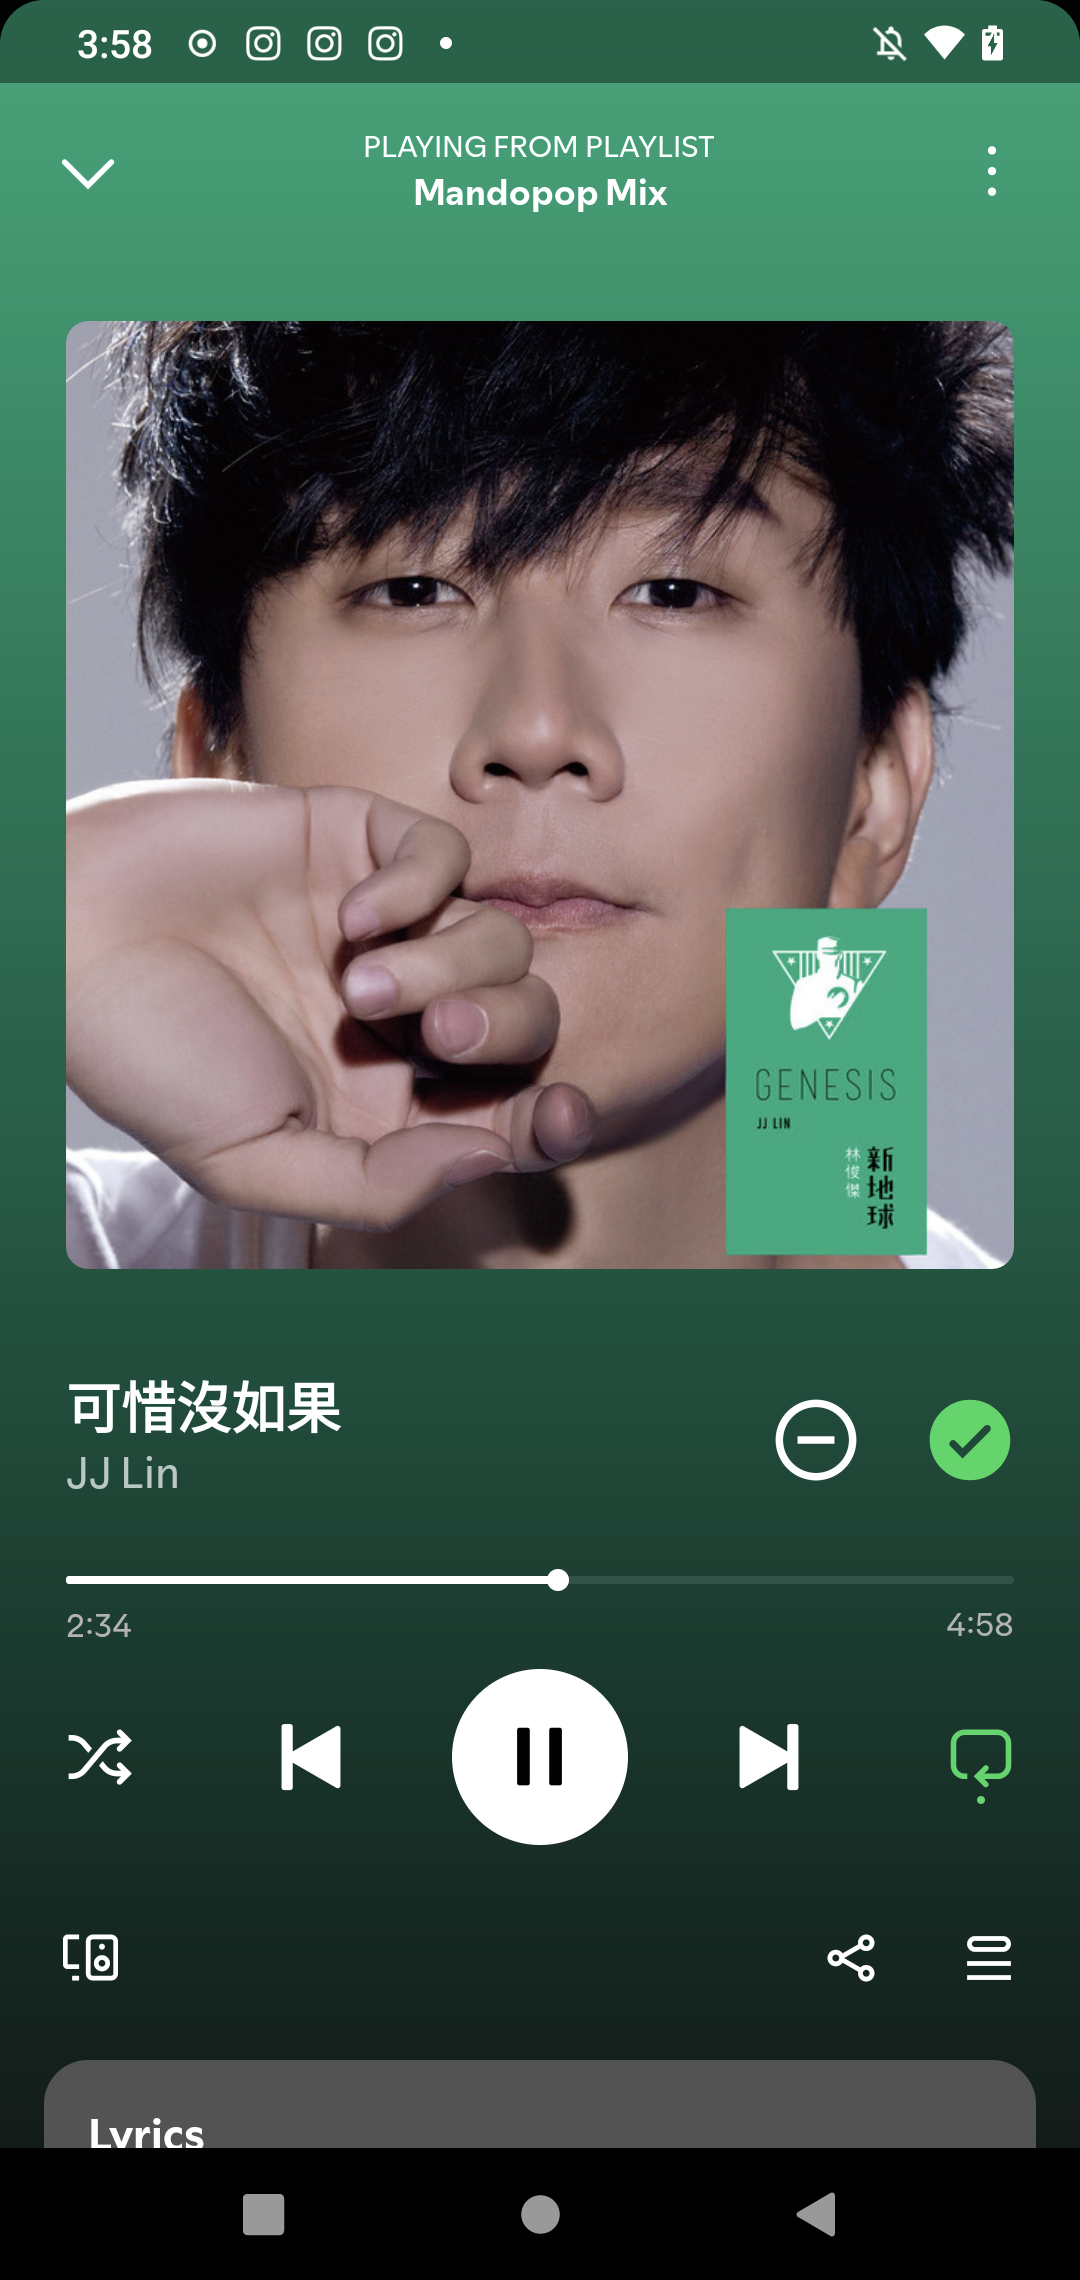 3:58
PLAYING FROM PLAYLIST
Mandopop Mix
GENESIS
JJ LIN
新地球
林俊傑
可惜沒如果
JJ Lin
2:34
4:58
Lyrics